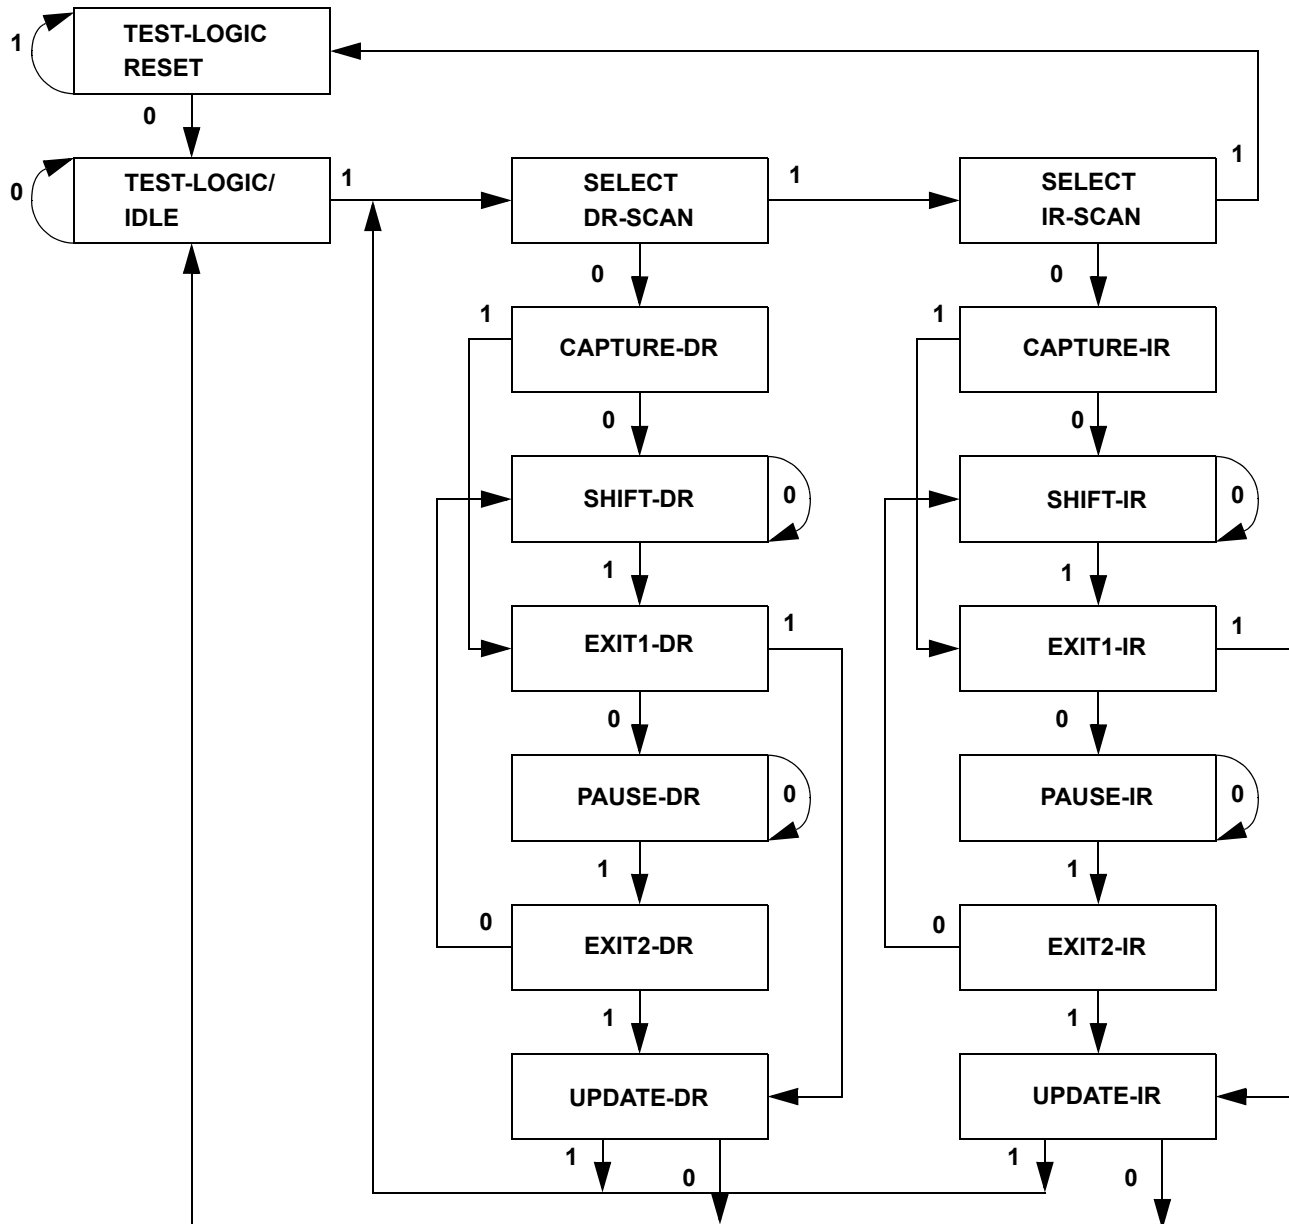 TEST-LOGIC
RESET
1
0
TEST-LOGIC/
IDLE
0
1
SELECT
DR-SCAN
1
SELECT
IR-SCAN
1
0
0
1
CAPTURE-DR
1
CAPTURE-IR
0
0
SHIFT-DR
0
SHIFT-IR
0
1
1
EXIT1-DR
1
EXIT1-IR
1
0
0
PAUSE-DR
0
PAUSE-IR
0
1
1
0
EXIT2-DR
0
EXIT2-IR
1
1
UPDATE-DR
UPDATE-IR
1
0
1
0